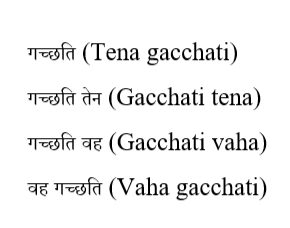 गच्छति (Tena gacchati)
गच्छति तेन (Gacchati tena)
गच्छति वह (Gacchati vaha)
वह गच्छति (Vaha gacchati)